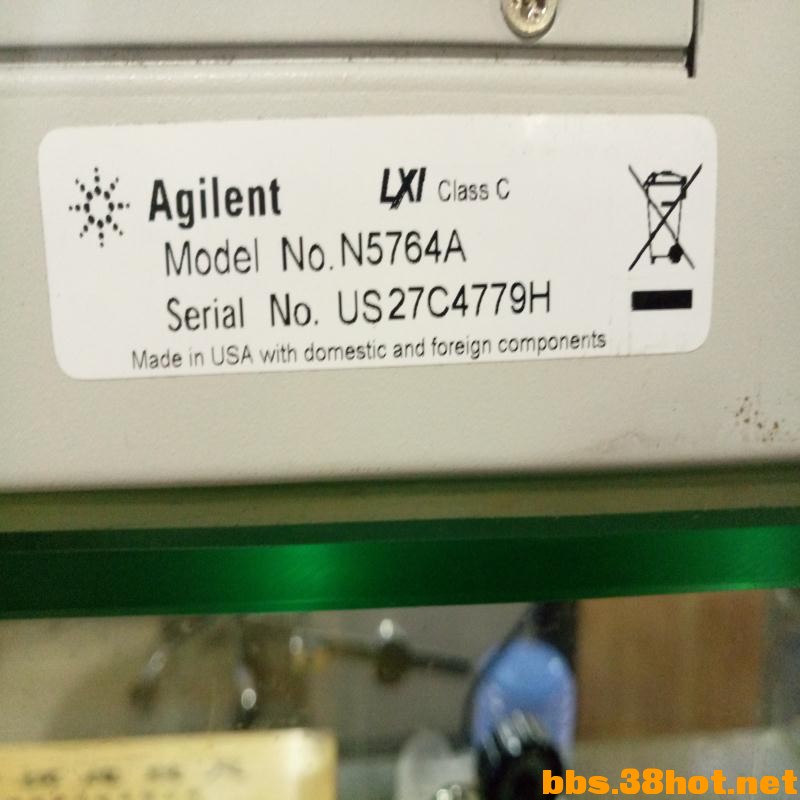 Agilent LXI Class C
Model No. N5764A
Serial No. US27C4779H
Made in USA with domestic and foreign components
bbs.38hot.net